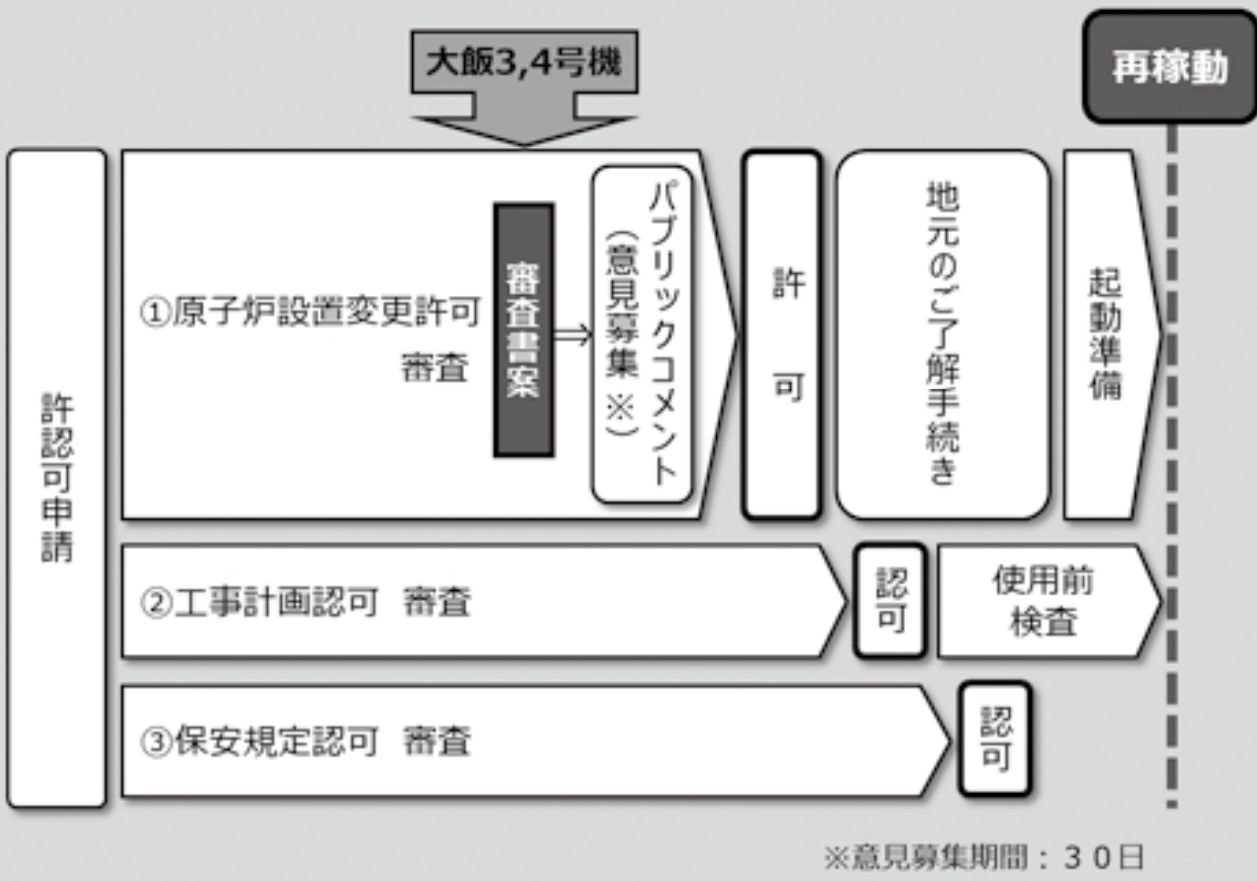 大飯3,4号機
再稼動
許認可申請
①原子炉設置変更許可
審査
審査書案
⇒
パブリックコメント
（意見募集※）
許可
地元のご了解手続き
起動準備
②工事計画認可 審査
認可
使用前
検査
③保安規定認可 審査
認可
※意見募集期間：３０日